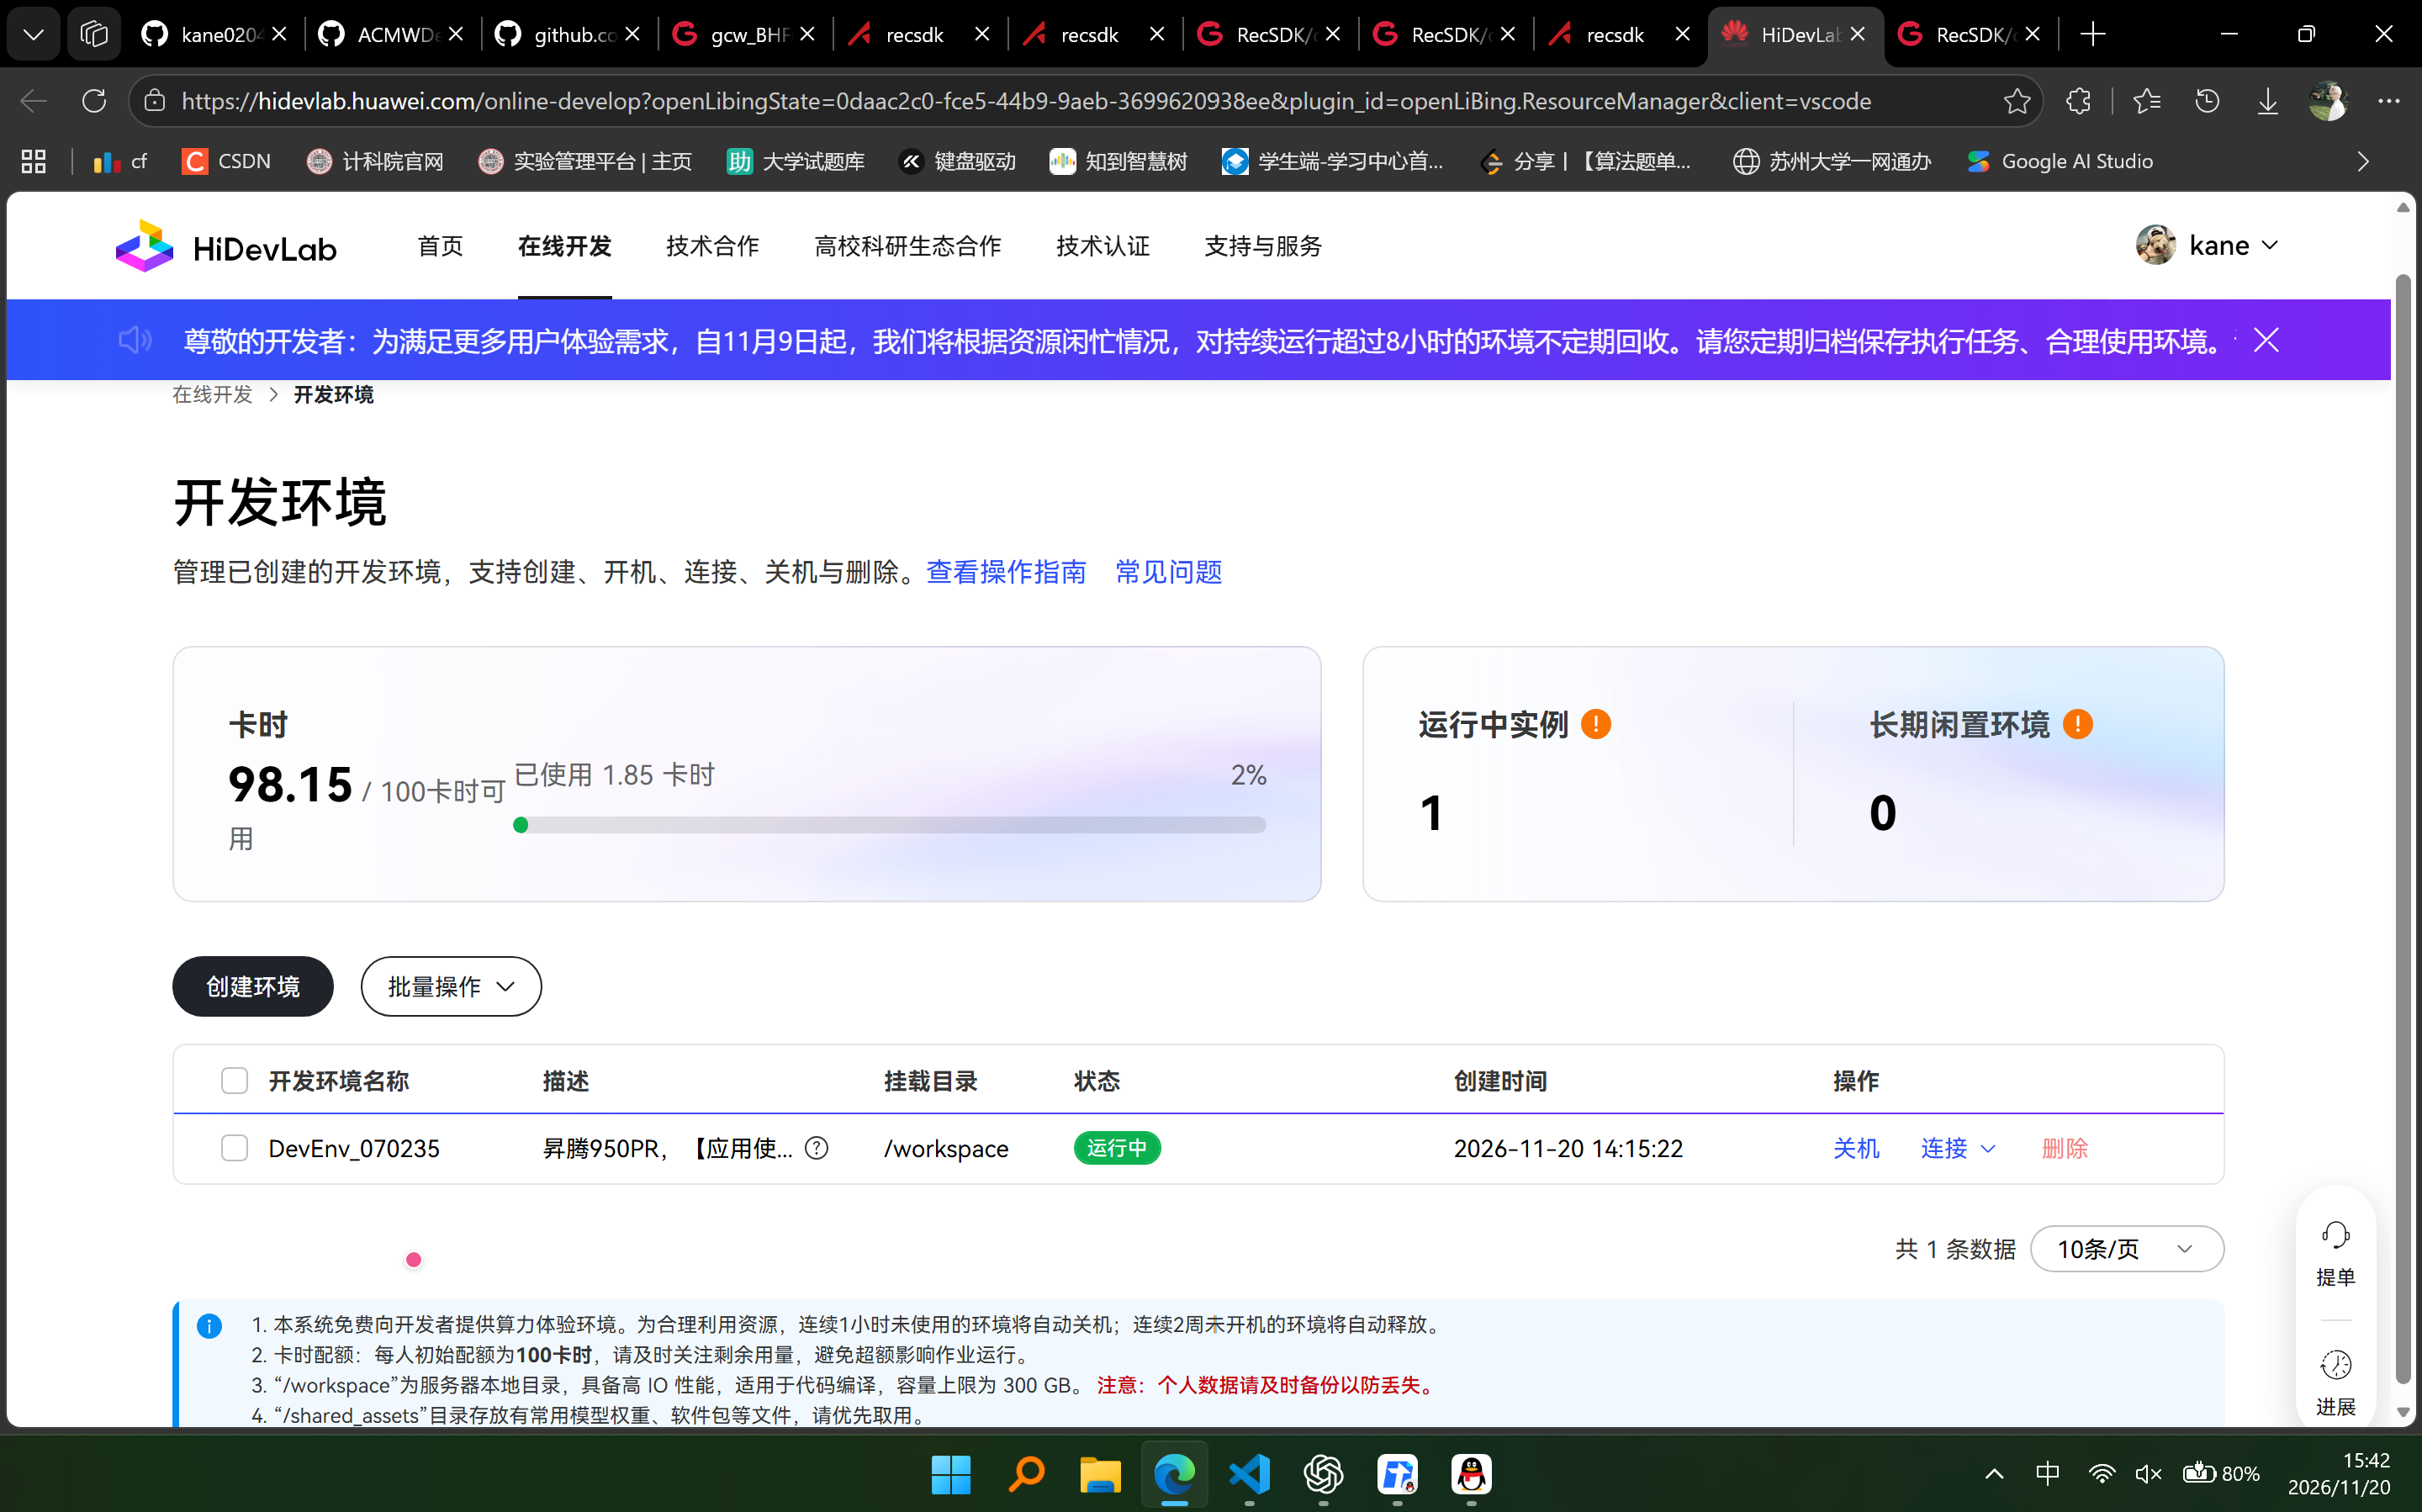 kane0204
ACMWDe
github.co
gcw_BHF
recsdk
recsdk
RecSDK/
RecSDK/
recsdk
HiDevLab
RecSDK/
https://hidevlab.huawei.com/online-develop?openLibingState=0daac2c0-fce5-44b9-9aeb-3699620938ee&plugin_id=openLiBing.ResourceManager&client=vscode
cf
CSDN
计科院官网
实验管理平台 | 主页
助 大学试题库
键盘驱动
知到智慧树
学生端-学习中心首...
分享丨【算法题单...
苏州大学一网通办
Google AI Studio
HiDevLab
首页
在线开发
技术合作
高校科研生态合作
技术认证
支持与服务
kane
尊敬的开发者：为满足更多用户体验需求，自11月9日起，我们将根据资源闲忙情况，对持续运行超过8小时的环境不定期回收。请您定期归档保存执行任务、合理使用环境。
在线开发 > 开发环境
开发环境
管理已创建的开发环境，支持创建、开机、连接、关机与删除。查看操作指南 常见问题
卡时
98.15 / 100卡时可用
已使用 1.85 卡时
2%
运行中实例
1
长期闲置环境
0
创建环境
批量操作
开发环境名称 描述 挂载目录 状态 创建时间 操作
DevEnv_070235 昇腾950PR，【应用使... /workspace 运行中 2026-11-20 14:15:22 关机 连接 删除
共 1 条数据 10条/页
提单
进展
1. 本系统免费向开发者提供算力体验环境。为合理利用资源，连续1小时未使用的环境将自动关机；连续2周未开机的环境将自动释放。
2. 卡时配额：每人初始配额为100卡时，请及时关注剩余用量，避免超额影响作业运行。
3. “/workspace”为服务器本地目录，具备高 IO 性能，适用于代码编译，容量上限为 300 GB。 注意：个人数据请及时备份以防丢失。
4. “/shared_assets”目录存放有常用模型权重、软件包等文件，请优先取用。
中
80%
15:42
2026/11/20